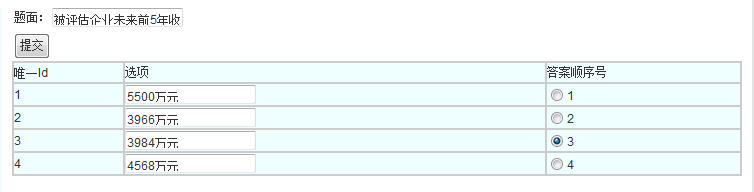 题面： 被评估企业未来前5年收
提交
唯一Id 选项 答案顺序号
1 5500万元 1
2 3966万元 2
3 3984万元 3
4 4568万元 4